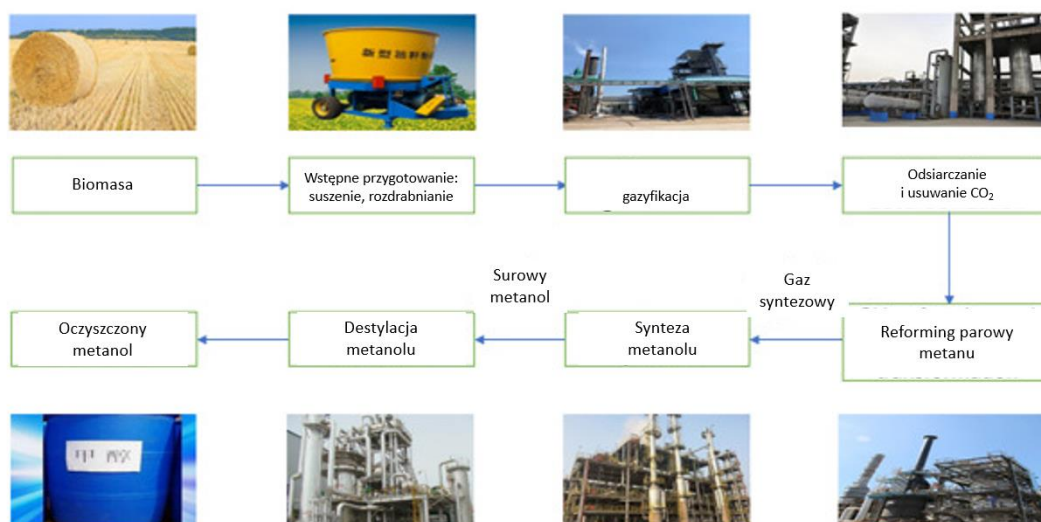 Biomasa
Wstępne przygotowanie:
suszenie, rozdrabnianie
gazyfikacja
Odsiarczanie
i usuwanie CO₂
Reforming parowy
metanu
Gaz
syntezowy
Synteza
metanolu
Surowy
metanol
Destylacja
metanolu
Oczyszczony
metanol